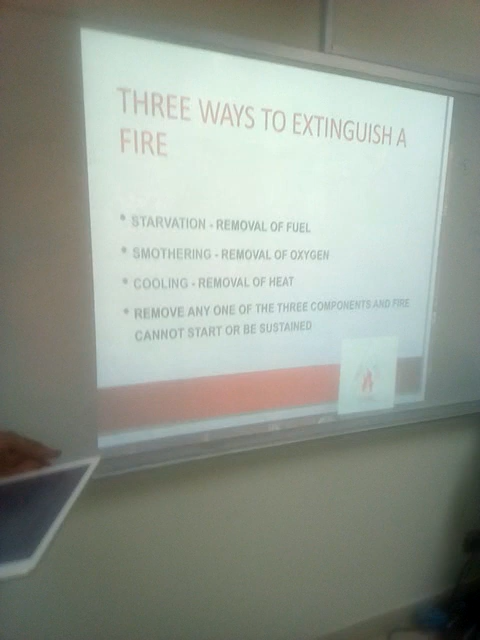 THREE WAYS TO EXTINGUISH A
FIRE
• STARVATION - REMOVAL OF FUEL
• SMOTHERING - REMOVAL OF OXYGEN
• COOLING - REMOVAL OF HEAT
• REMOVE ANY ONE OF THE THREE COMPONENTS AND FIRE
CANNOT START OR BE SUSTAINED